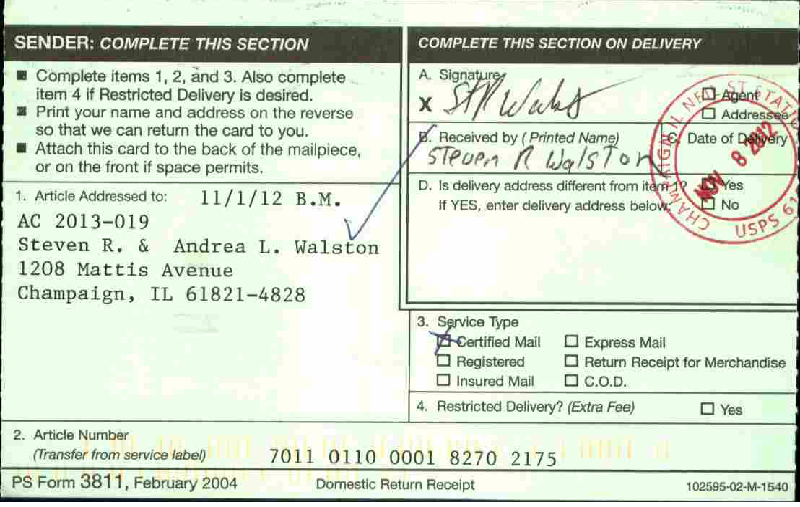 SENDER: COMPLETE THIS SECTION
■ Complete items 1, 2, and 3. Also complete
item 4 if Restricted Delivery is desired.
■ Print your name and address on the reverse
so that we can return the card to you.
■ Attach this card to the back of the mailpiece,
or on the front if space permits.
1. Article Addressed to: 11/1/12 B.M.
AC 2013-019
Steven R. & Andrea L. Walston
1208 Mattis Avenue
Champaign, IL 61821-4828
COMPLETE THIS SECTION ON DELIVERY
A. Signature
X
☐ Agent
☐ Addressee
B. Received by (Printed Name)
C. Date of Delivery
Steven R Walston
NOV 8 2012
USPS 61
D. Is delivery address different from item 1? ☐ Yes
If YES, enter delivery address below: ☐ No
3. Service Type
☒ Certified Mail ☐ Express Mail
☐ Registered ☐ Return Receipt for Merchandise
☐ Insured Mail ☐ C.O.D.
4. Restricted Delivery? (Extra Fee) ☐ Yes
2. Article Number
(Transfer from service label) 7011 0110 0001 8270 2175
PS Form 3811, February 2004 Domestic Return Receipt 102595-02-M-1540